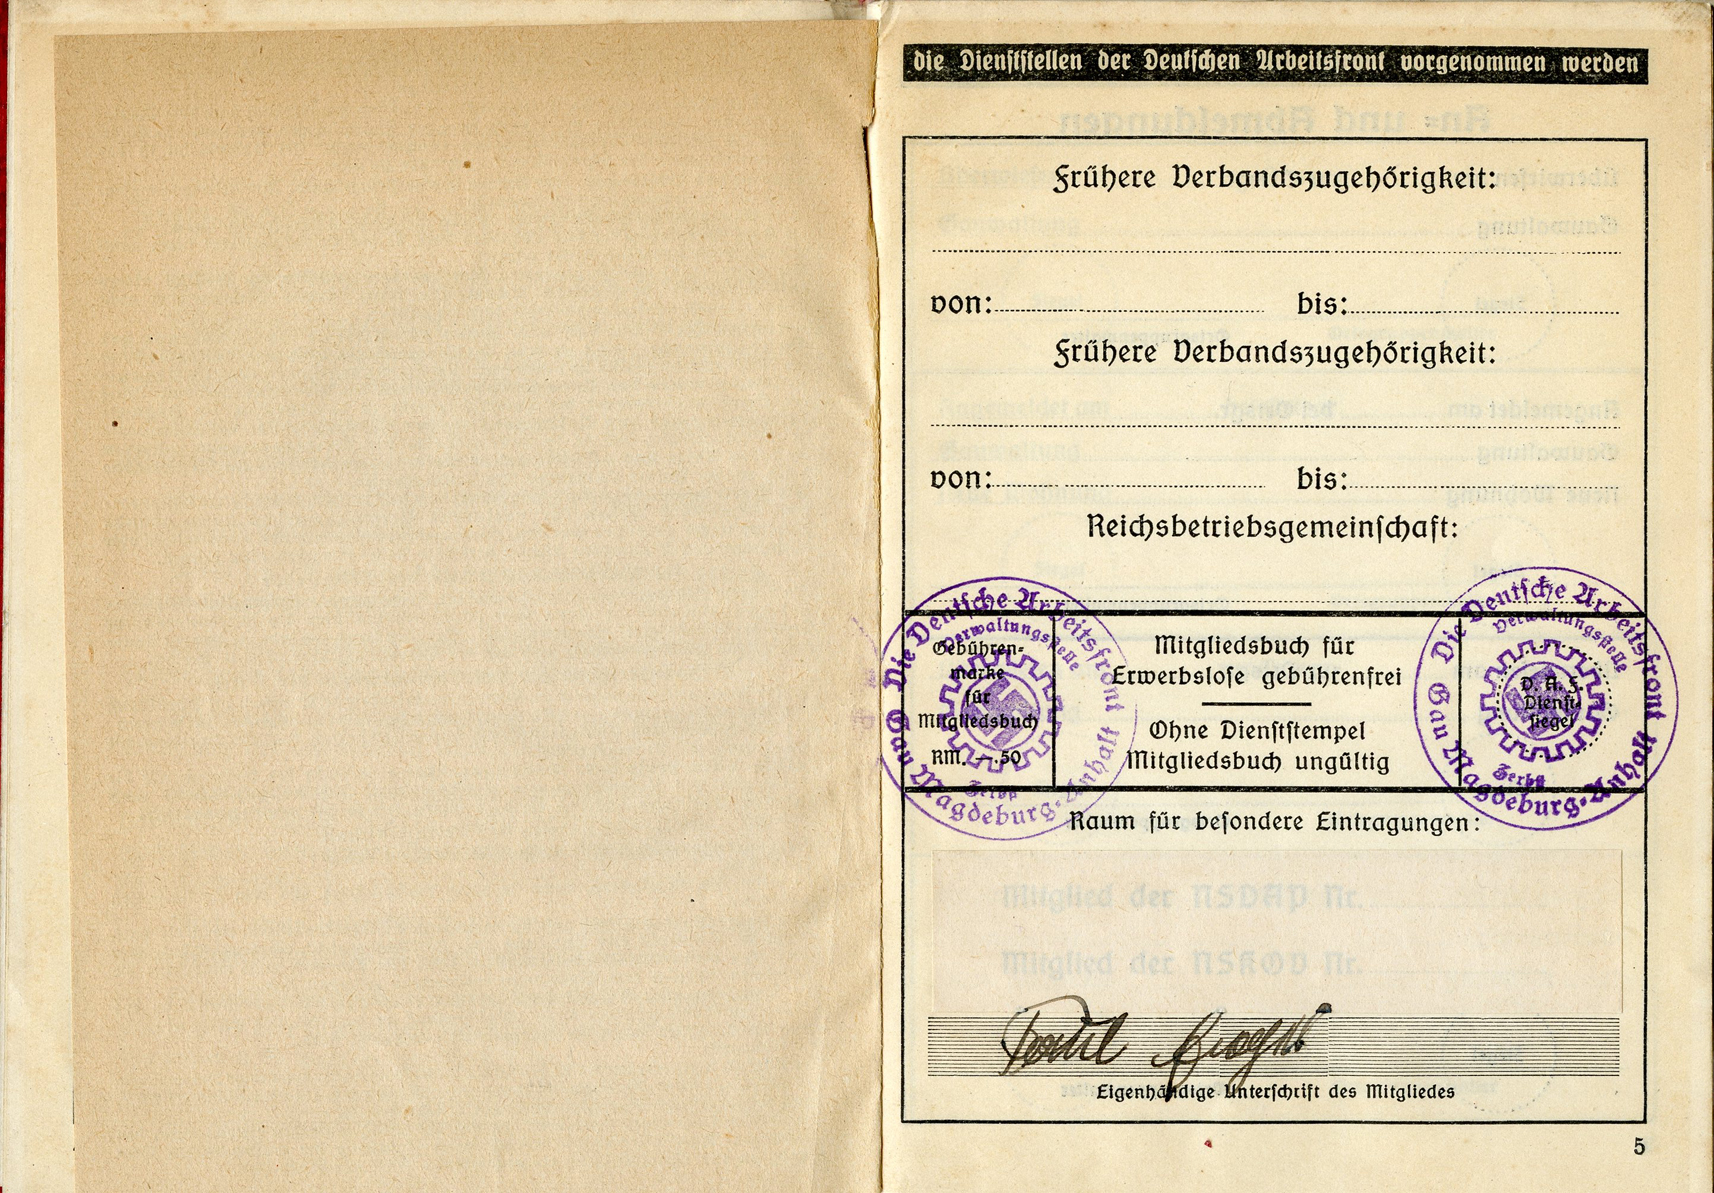 die Dienststellen der Deutschen Arbeitsfront vorgenommen werden
Frühere Verbandszugehörigkeit:
von: bis:
Frühere Verbandszugehörigkeit:
von: bis:
Reichsbetriebsgemeinschaft:
Die Deutsche Arbeitsfront
Verwaltungsstelle
Zerbst
Gau Magdeburg-Anhalt
Gebühren-
marke
für
Mitgliedsbuch
RM. —.50
Mitgliedsbuch für
Erwerbslose gebührenfrei
Ohne Dienststempel
Mitgliedsbuch ungültig
Die Deutsche Arbeitsfront
Verwaltungsstelle
D. A. F.
Dienst-
siegel
Zerbst
Gau Magdeburg-Anhalt
Raum für besondere Eintragungen:
Mitglied der NSDAP Nr.
Mitglied der NSKOV Nr.
Paul
Eigenhändige Unterschrift des Mitgliedes
5